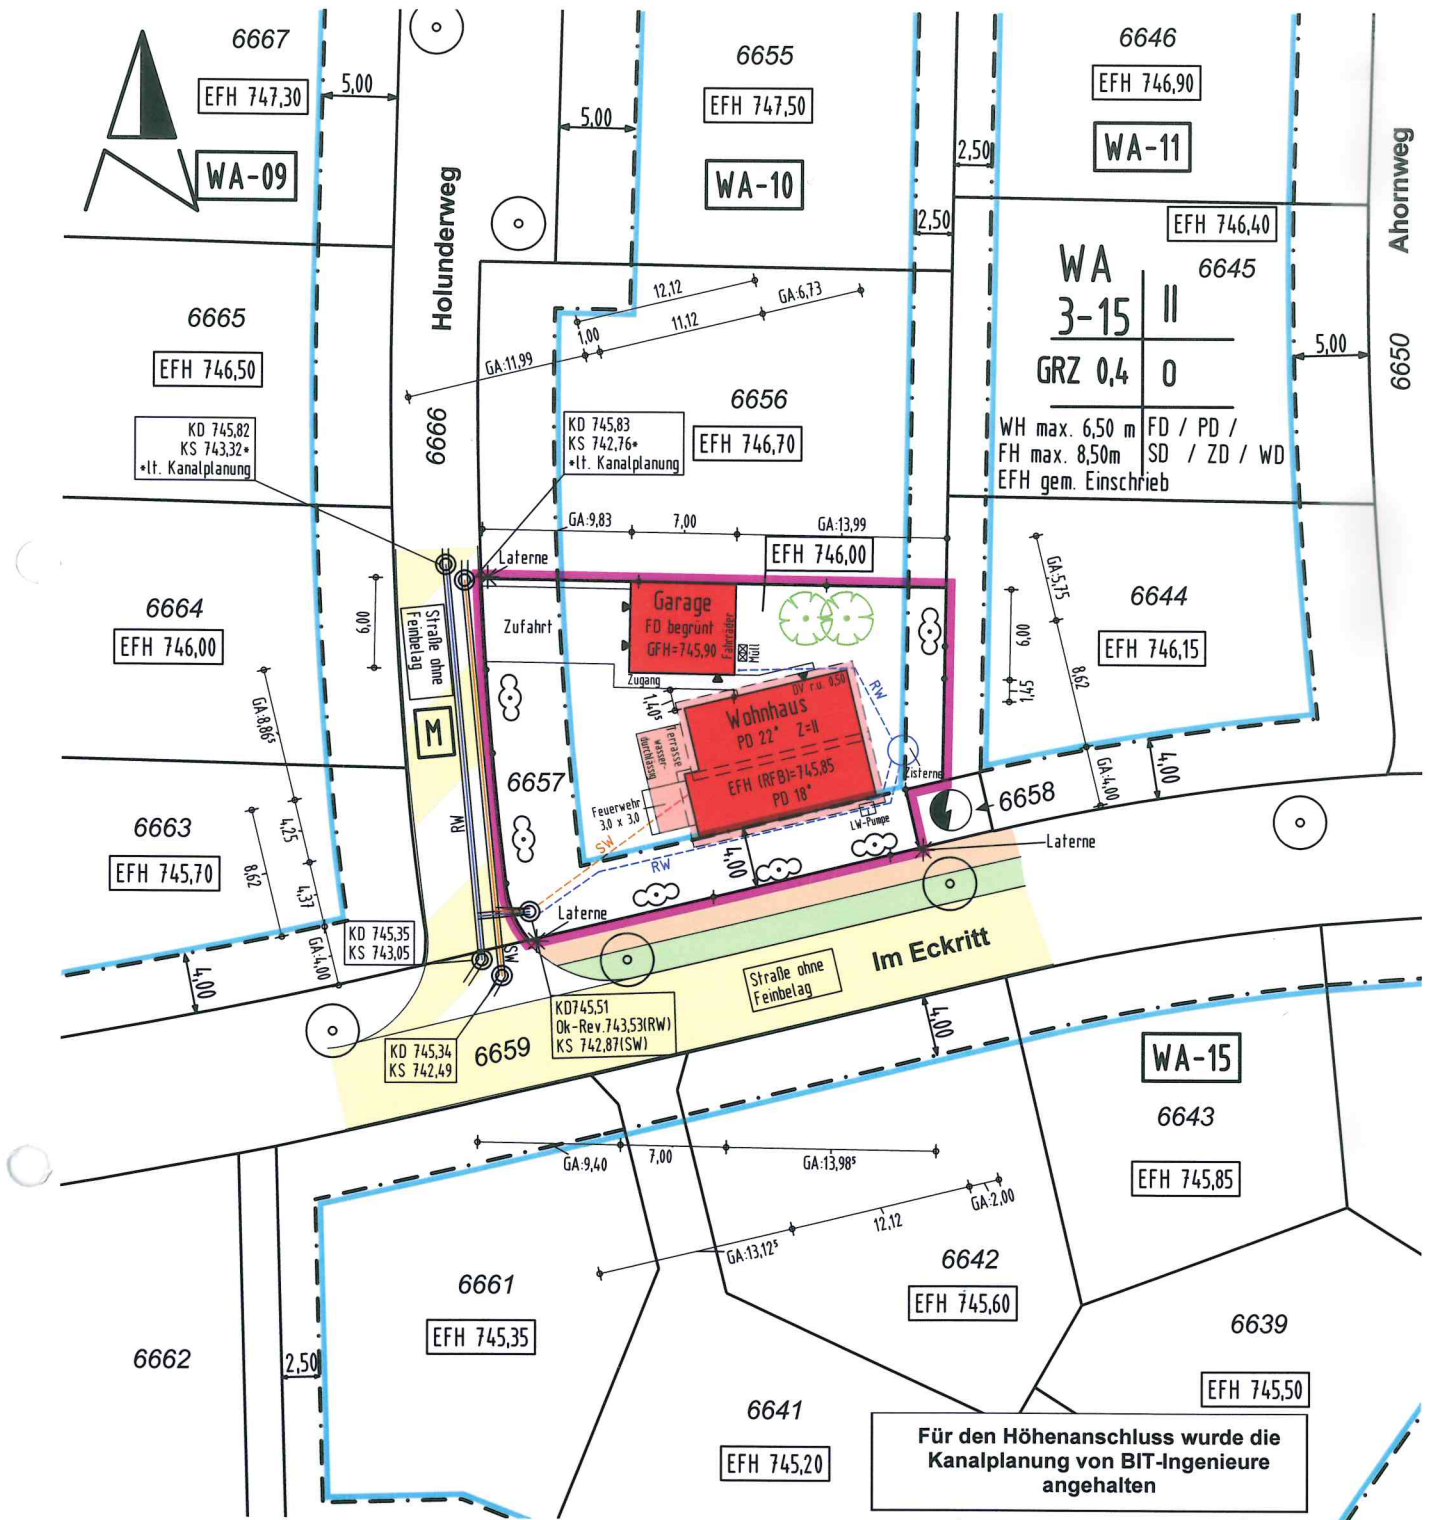 6667
EFH 747,30
WA-09
5,00
5,00
6655
EFH 747,50
WA-10
2,50
2,50
6646
EFH 746,90
WA-11
Ahornweg
EFH 746,40
6645
WA
3-15
II
GRZ 0,4
O
WH max. 6,50 m
FH max. 8,50m
EFH gem. Einschrieb
FD / PD /
SD / ZD / WD
5,00
6650
Holunderweg
6665
EFH 746,50
KD 745,82
KS 743,32*
*lt. Kanalplanung
6666
12,12
GA:6,73
1,00
11,12
GA:11,99
6656
EFH 746,70
KD 745,83
KS 742,76*
*lt. Kanalplanung
GA:9,83
7,00
GA:13,99
EFH 746,00
Laterne
6664
EFH 746,00
6,00
Straße ohne
Feinbelag
M
Zufahrt
Garage
FD begrünt
GFH=745,90
Fahrräder
Müll
Zugang
1,40⁵
Wohnhaus
PD 22° Z=II
DV r.u. 0,50
EFH (RFB)=745,85
PD 18°
Terrasse
wasser-
durchlässig
Feuerwehr
3,0 x 3,0
RW
Zisterne
LW-Pumpe
SW
RW
4,00
6657
RW
GA:5,75
8,62
GA:4,00
6,00
1,45
6644
EFH 746,15
4,00
6658
Laterne
GA:8,86⁵
4,25
4,37
GA:4,00
8,62
6663
EFH 745,70
KD 745,35
KS 743,05
4,00
Laterne
SW
KD745,51
Ok-Rev.743,53(RW)
KS 742,87(SW)
KD 745,34
KS 742,49
6659
Straße ohne
Feinbelag
Im Eckritt
4,00
WA-15
6643
EFH 745,85
GA:9,40
7,00
GA:13,98⁵
GA:13,12⁵
12,12
GA:2,00
6661
EFH 745,35
6642
EFH 745,60
6639
EFH 745,50
6662
2,50
6641
EFH 745,20
Für den Höhenanschluss wurde die
Kanalplanung von BIT-Ingenieure
angehalten